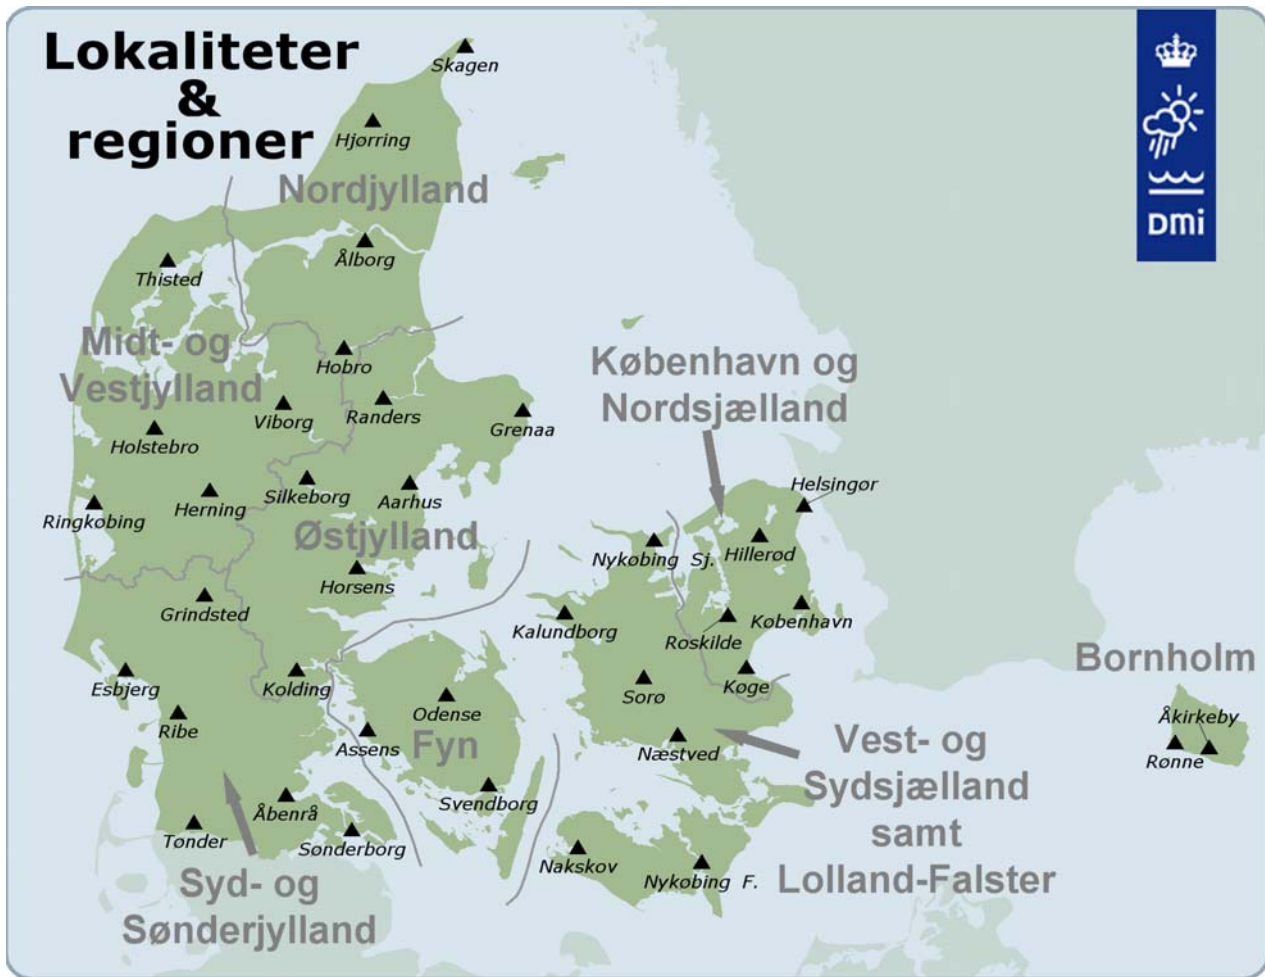 Lokaliteter
&
regioner
Skagen
Hjørring
Nordjylland
Ålborg
Thisted
Midt- og
Vestjylland
Hobro
Viborg
Randers
Grenaa
Holstebro
Silkeborg
Aarhus
Herning
Ringkøbing
Østjylland
Horsens
Grindsted
Kolding
Esbjerg
Ribe
Åbenrå
Tønder
Sønderborg
Syd- og
Sønderjylland
Odense
Fyn
Assens
Svendborg
København og
Nordsjælland
Helsingør
Nykøbing Sj.
Hillerød
Kalundborg
Roskilde
København
Køge
Sorø
Næstved
Vest- og
Sydsjælland
samt
Lolland-Falster
Nakskov
Nykøbing F.
Bornholm
Åkirkeby
Rønne
DMI